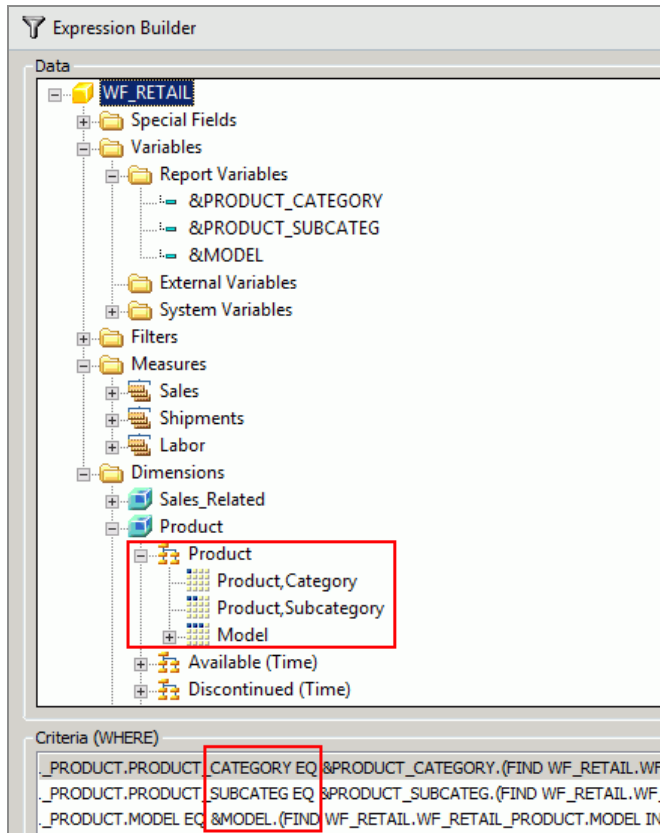 Expression Builder
Data
WF_RETAIL
Special Fields
Variables
Report Variables
&PRODUCT_CATEGORY
&PRODUCT_SUBCATEG
&MODEL
External Variables
System Variables
Filters
Measures
Sales
Shipments
Labor
Dimensions
Sales_Related
Product
Product
Product,Category
Product,Subcategory
Model
Available (Time)
Discontinued (Time)
Criteria (WHERE)
._PRODUCT.PRODUCT_CATEGORY EQ &PRODUCT_CATEGORY.(FIND WF_RETAIL.WF
._PRODUCT.PRODUCT_SUBCATEG EQ &PRODUCT_SUBCATEG.(FIND WF_RETAIL.WF_
._PRODUCT.MODEL EQ &MODEL.(FIND WF_RETAIL.WF_RETAIL_PRODUCT.MODEL IN